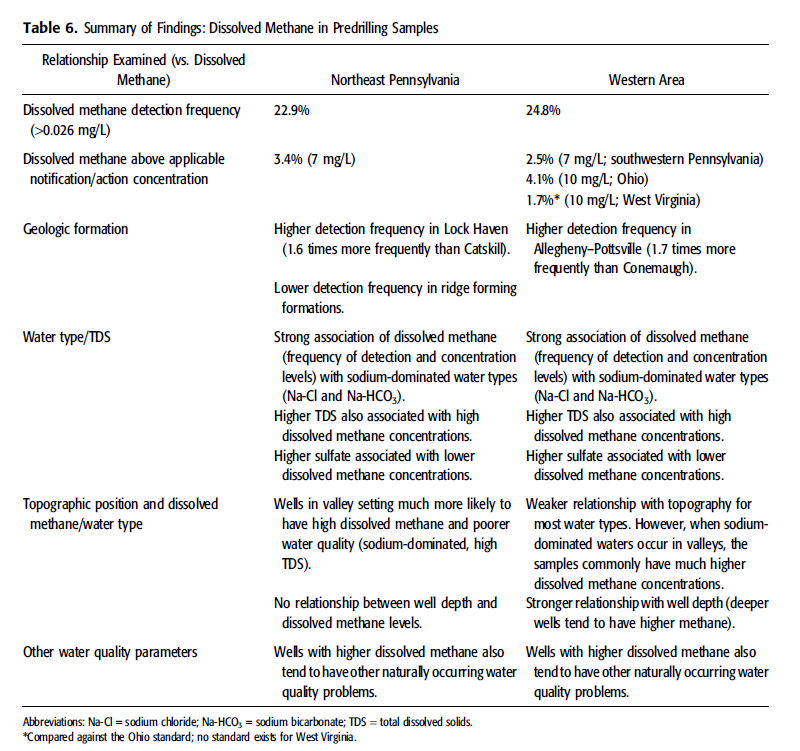 Table 6. Summary of Findings: Dissolved Methane in Predrilling Samples
Relationship Examined (vs. Dissolved
Methane) Northeast Pennsylvania Western Area
Dissolved methane detection frequency
(>0.026 mg/L)
22.9%
24.8%
Dissolved methane above applicable
notification/action concentration
3.4% (7 mg/L)
2.5% (7 mg/L; southwestern Pennsylvania)
4.1% (10 mg/L; Ohio)
1.7%* (10 mg/L; West Virginia)
Geologic formation
Higher detection frequency in Lock Haven
(1.6 times more frequently than Catskill).
Lower detection frequency in ridge forming
formations.
Higher detection frequency in
Allegheny–Pottsville (1.7 times more
frequently than Conemaugh).
Water type/TDS
Strong association of dissolved methane
(frequency of detection and concentration
levels) with sodium-dominated water types
(Na-Cl and Na-HCO₃).
Higher TDS also associated with high
dissolved methane concentrations.
Higher sulfate associated with lower
dissolved methane concentrations.
Strong association of dissolved methane
(frequency of detection and concentration
levels) with sodium-dominated water types
(Na-Cl and Na-HCO₃).
Higher TDS also associated with high
dissolved methane concentrations.
Higher sulfate associated with lower
dissolved methane concentrations.
Topographic position and dissolved
methane/water type
Wells in valley setting much more likely to
have high dissolved methane and poorer
water quality (sodium-dominated, high
TDS).
No relationship between well depth and
dissolved methane levels.
Weaker relationship with topography for
most water types. However, when sodium-
dominated waters occur in valleys, the
samples commonly have much higher
dissolved methane concentrations.
Stronger relationship with well depth (deeper
wells tend to have higher methane).
Other water quality parameters
Wells with higher dissolved methane also
tend to have other naturally occurring water
quality problems.
Wells with higher dissolved methane also
tend to have other naturally occurring water
quality problems.
Abbreviations: Na-Cl = sodium chloride; Na-HCO₃ = sodium bicarbonate; TDS = total dissolved solids.
*Compared against the Ohio standard; no standard exists for West Virginia.